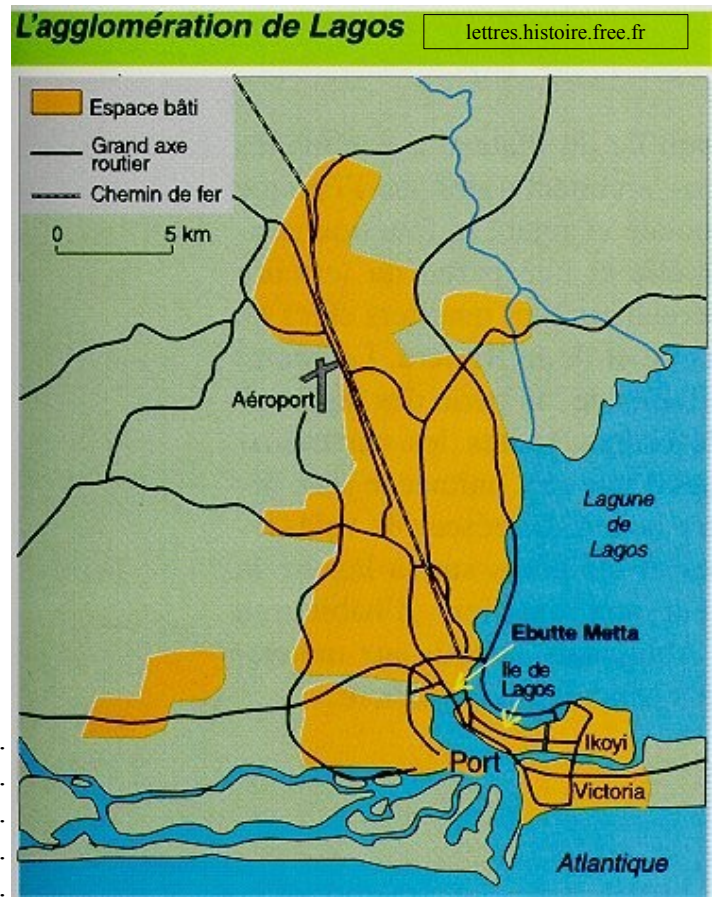 L'agglomération de Lagos
lettres.histoire.free.fr
Espace bâti
Grand axe
routier
Chemin de fer
0 5 km
Aéroport
Lagune
de
Lagos
Ebutte Metta
Ile de
Lagos
Ikoyi
Port
Victoria
Atlantique